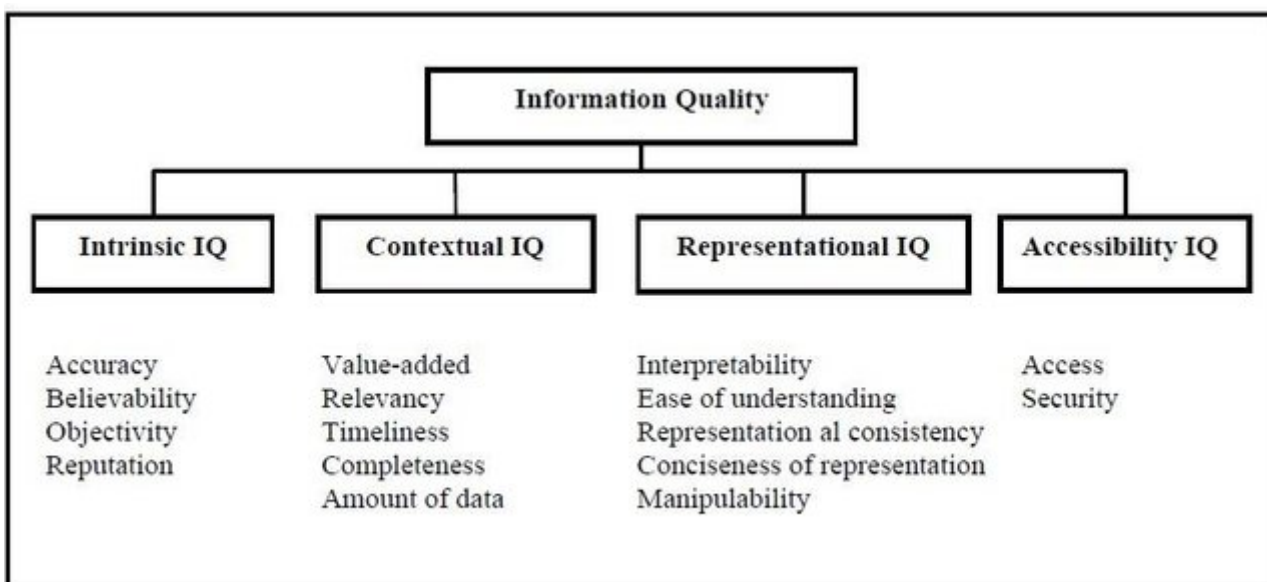 Information Quality
Intrinsic IQ
Contextual IQ
Representational IQ
Accessibility IQ
Accuracy
Believability
Objectivity
Reputation
Value-added
Relevancy
Timeliness
Completeness
Amount of data
Interpretability
Ease of understanding
Representation al consistency
Conciseness of representation
Manipulability
Access
Security